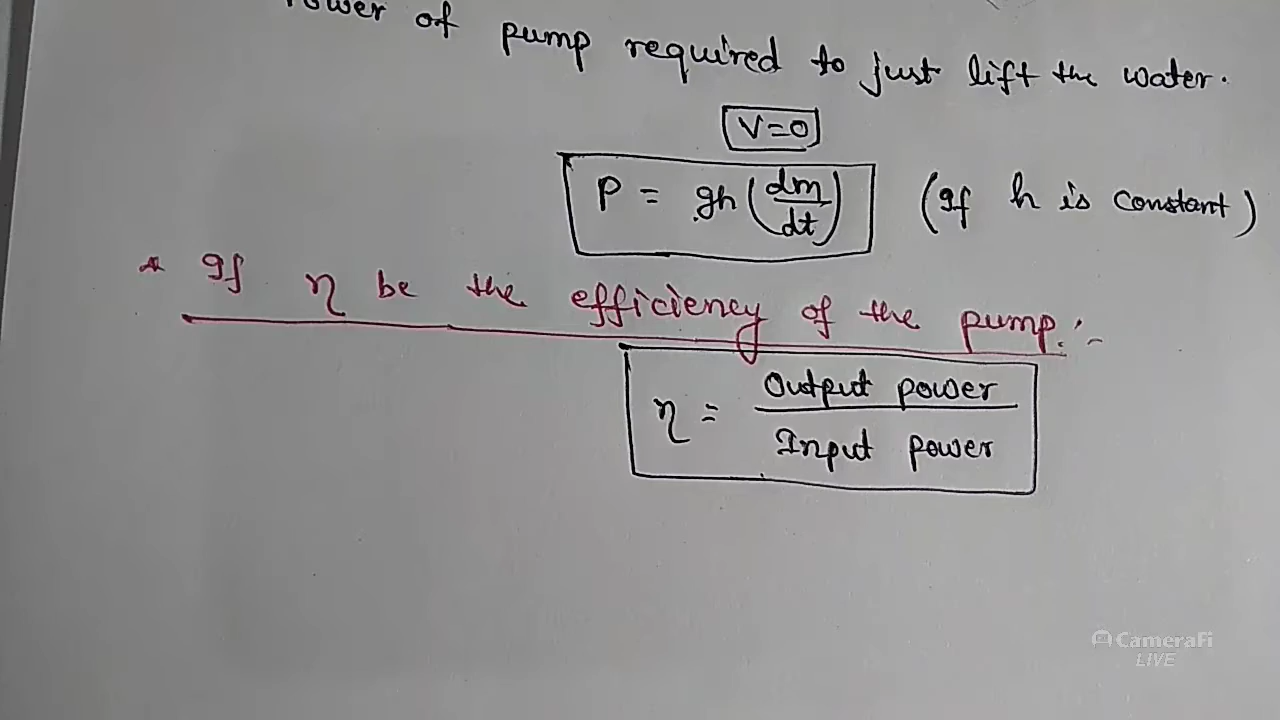 Power of pump required to just lift the water.
V=0
P = gh (dm/dt) (If h is constant)
* If η be the efficiency of the pump:-
η = Output power / Input power
CameraFi
LIVE